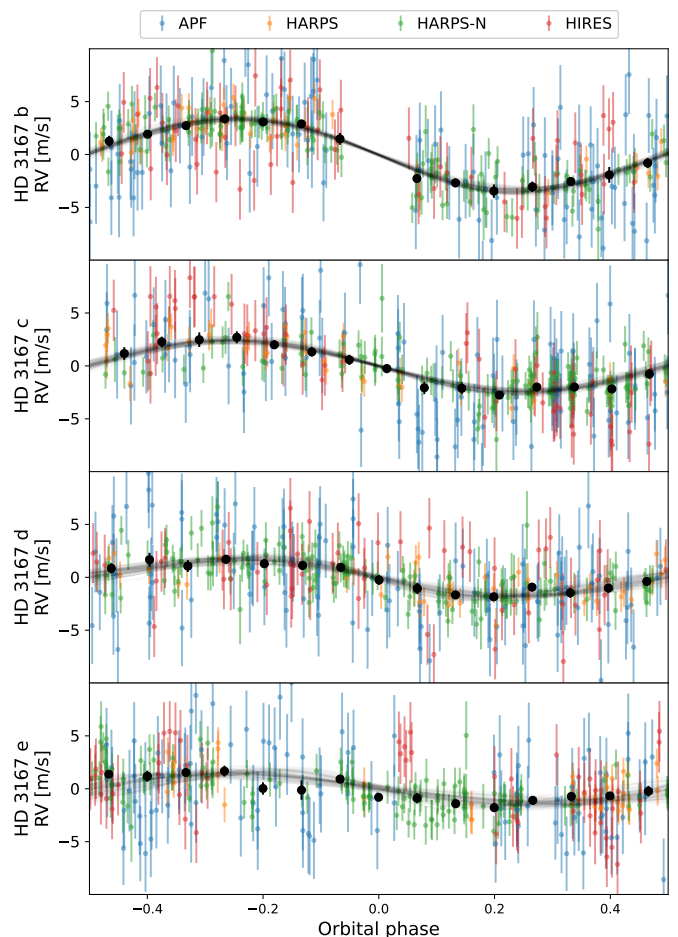 APF HARPS HARPS-N HIRES
HD 3167 b
RV [m/s]
5
0
−5
HD 3167 c
RV [m/s]
5
0
−5
HD 3167 d
RV [m/s]
5
0
−5
HD 3167 e
RV [m/s]
5
0
−5
−0.4 −0.2 0.0 0.2 0.4
Orbital phase